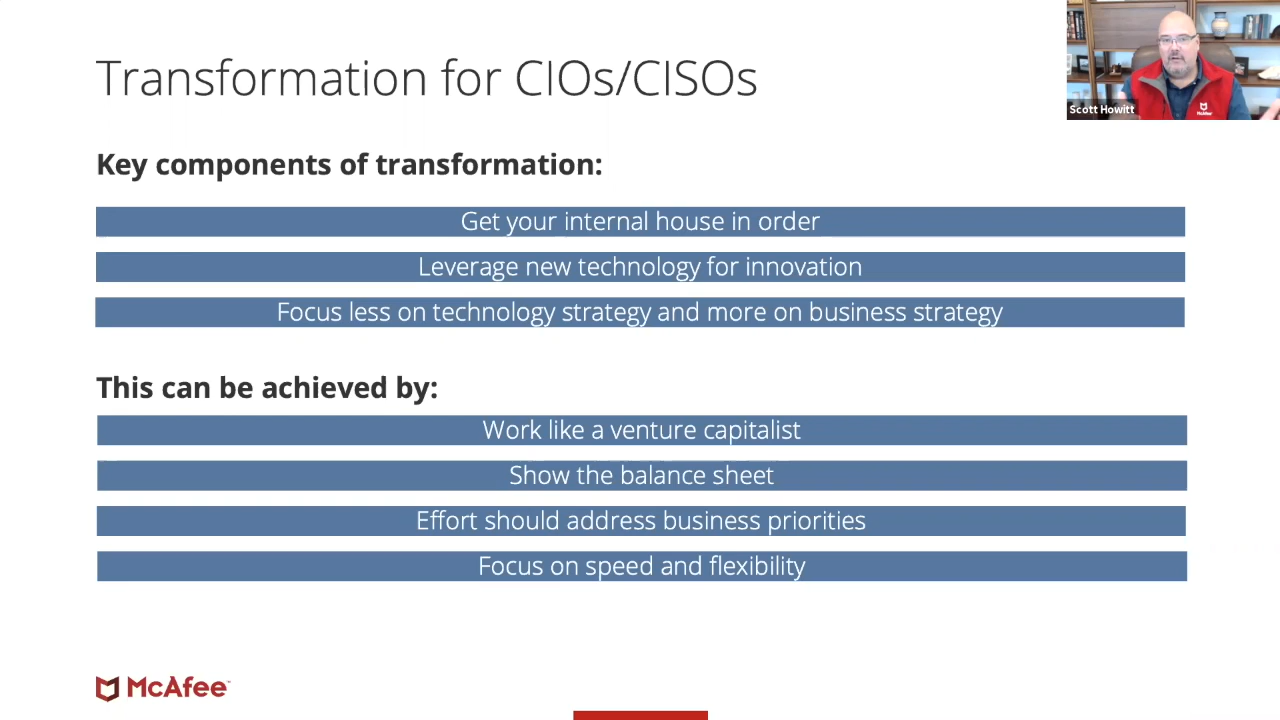 Transformation for CIOs/CISOs
Scott Howitt
McAfee
Key components of transformation:
Get your internal house in order
Leverage new technology for innovation
Focus less on technology strategy and more on business strategy
This can be achieved by:
Work like a venture capitalist
Show the balance sheet
Effort should address business priorities
Focus on speed and flexibility
McAfee™